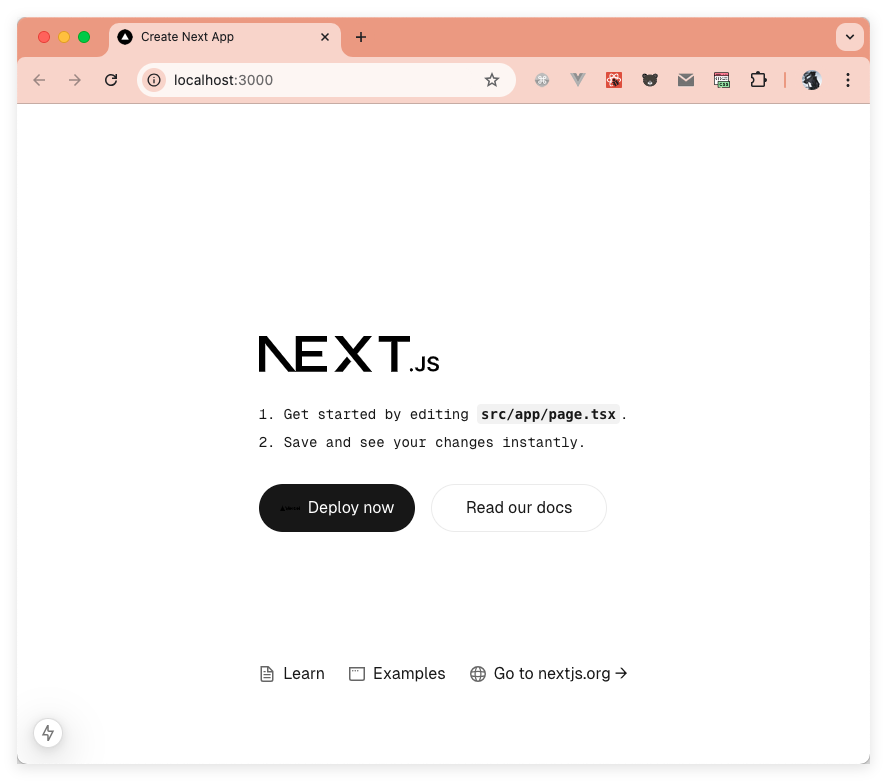 Create Next App
localhost:3000
NEXT.JS
1. Get started by editing src/app/page.tsx.
2. Save and see your changes instantly.
Deploy now
Read our docs
Learn
Examples
Go to nextjs.org →